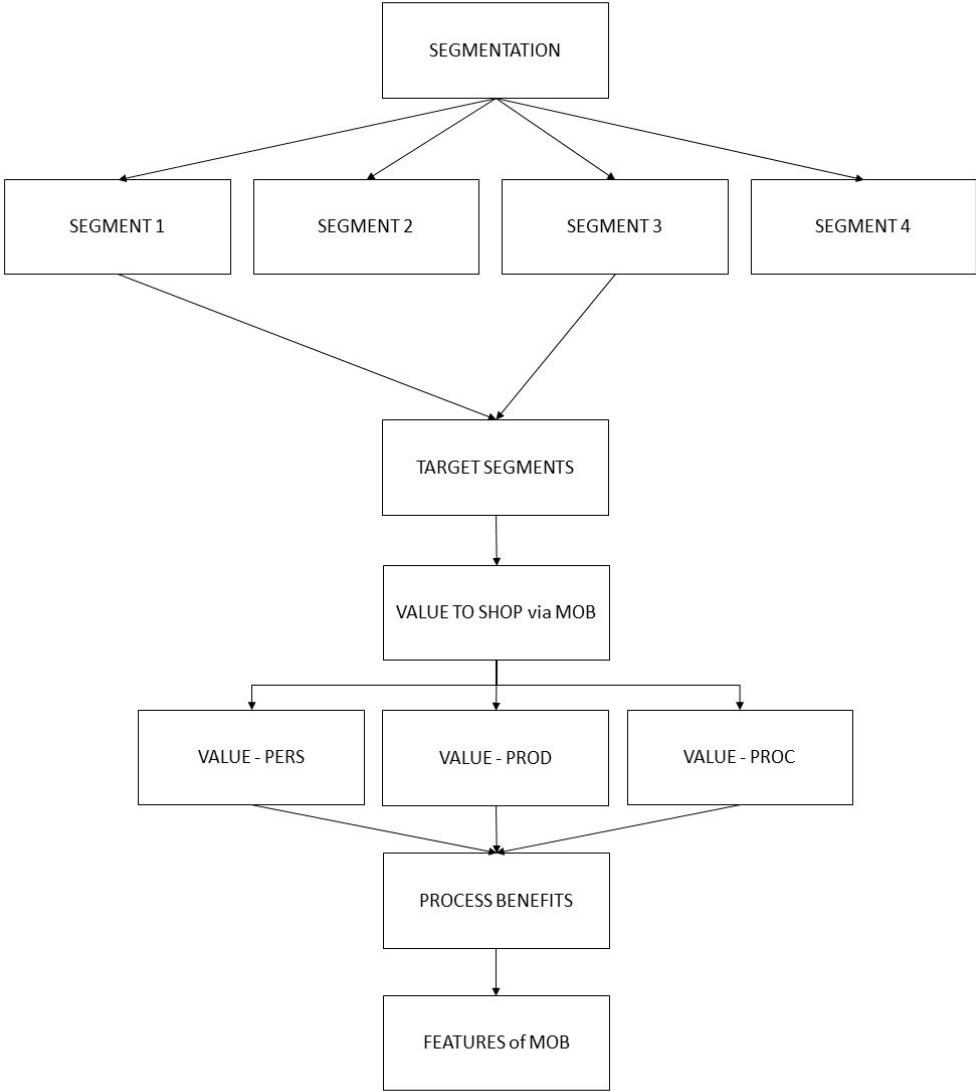 SEGMENTATION
SEGMENT 1
SEGMENT 2
SEGMENT 3
SEGMENT 4
TARGET SEGMENTS
VALUE TO SHOP via MOB
VALUE - PERS
VALUE - PROD
VALUE - PROC
PROCESS BENEFITS
FEATURES of MOB